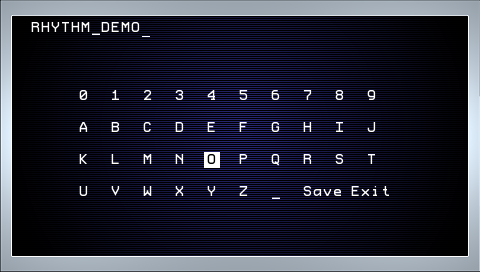 RHYTHM_DEMO_
0 1 2 3 4 5 6 7 8 9
A B C D E F G H I J
K L M N O P Q R S T
U V W X Y Z _ Save Exit